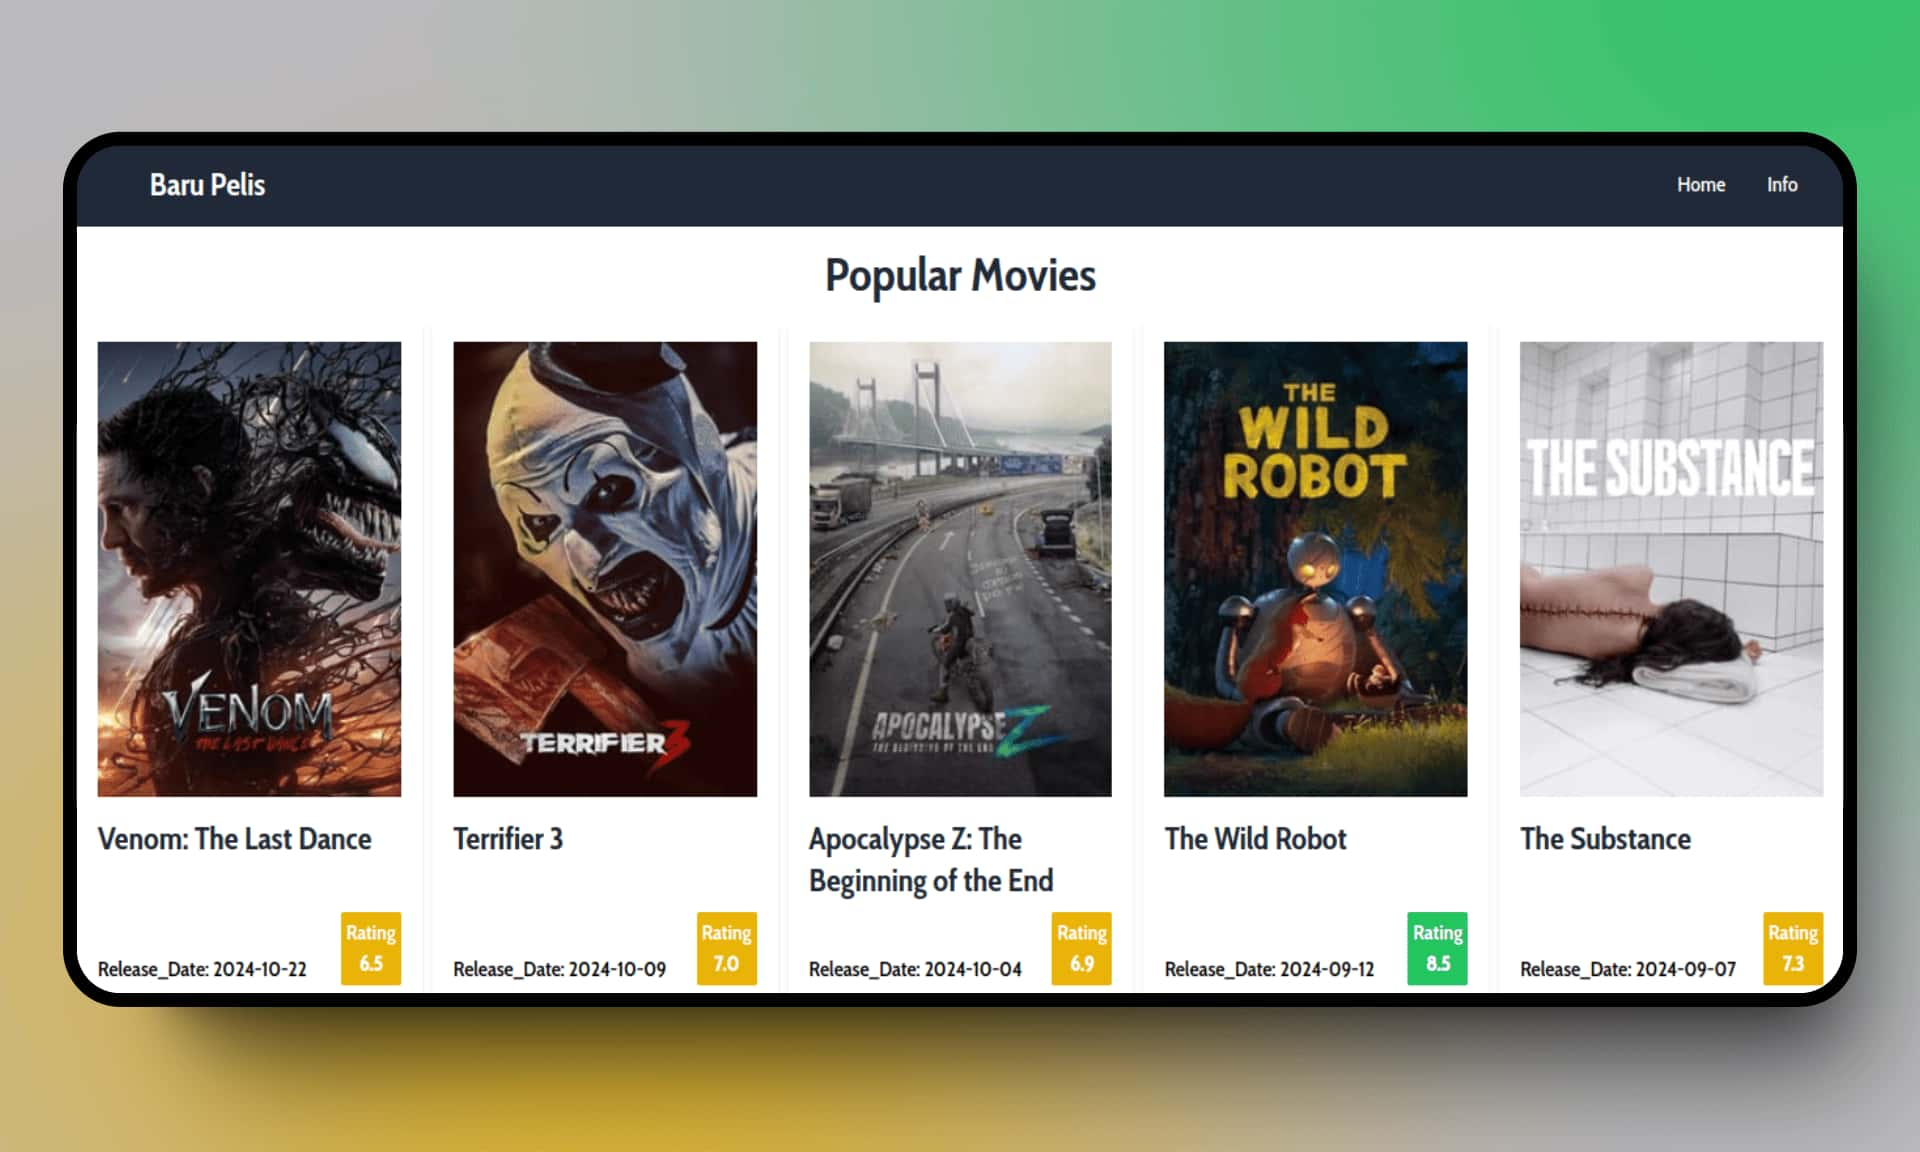 Baru Pelis
Home
Info
Popular Movies
VENOM
THE LAST DANCE
TERRIFIER 3
APOCALYPSE Z
THE BEGINNING OF THE END
THE
WILD
ROBOT
THE SUBSTANCE
Venom: The Last Dance
Terrifier 3
Apocalypse Z: The
Beginning of the End
The Wild Robot
The Substance
Release_Date: 2024-10-22
Rating
6.5
Release_Date: 2024-10-09
Rating
7.0
Release_Date: 2024-10-04
Rating
6.9
Release_Date: 2024-09-12
Rating
8.5
Release_Date: 2024-09-07
Rating
7.3